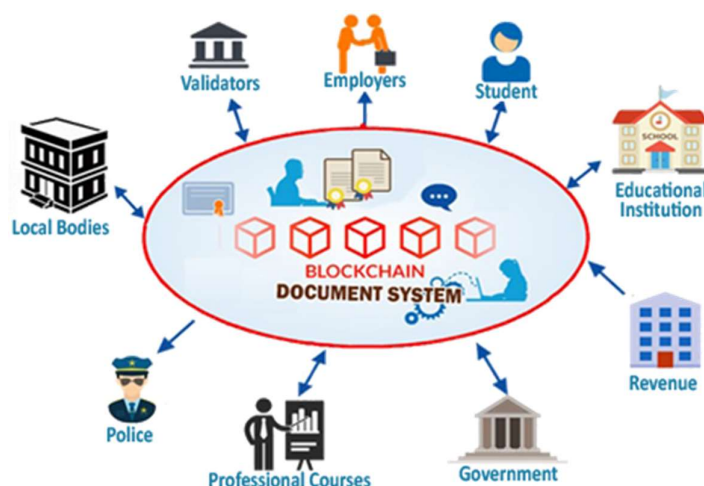 Validators
Employers
Student
SCHOOL
Educational
Institution
Local Bodies
BLOCKCHAIN
DOCUMENT SYSTEM
Revenue
Police
Professional Courses
Government